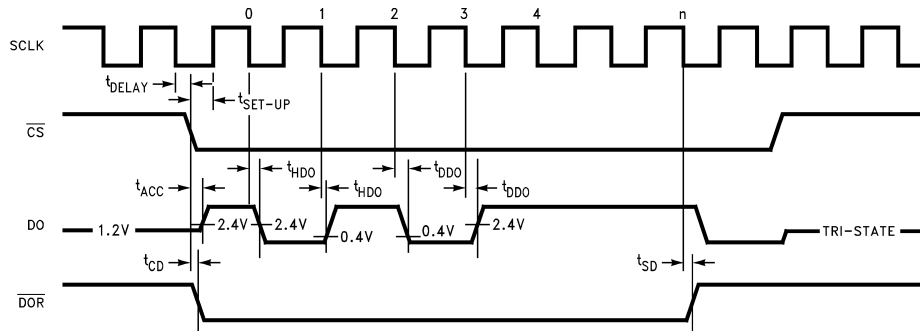 0 1 2 3 4 n
SCLK
tDELAY
tSET-UP
CS
tHDO tDDO
tACC tHDO tDDO
DO 1.2V 2.4V 2.4V 0.4V 0.4V 2.4V TRI-STATE
tCD tSD
DOR